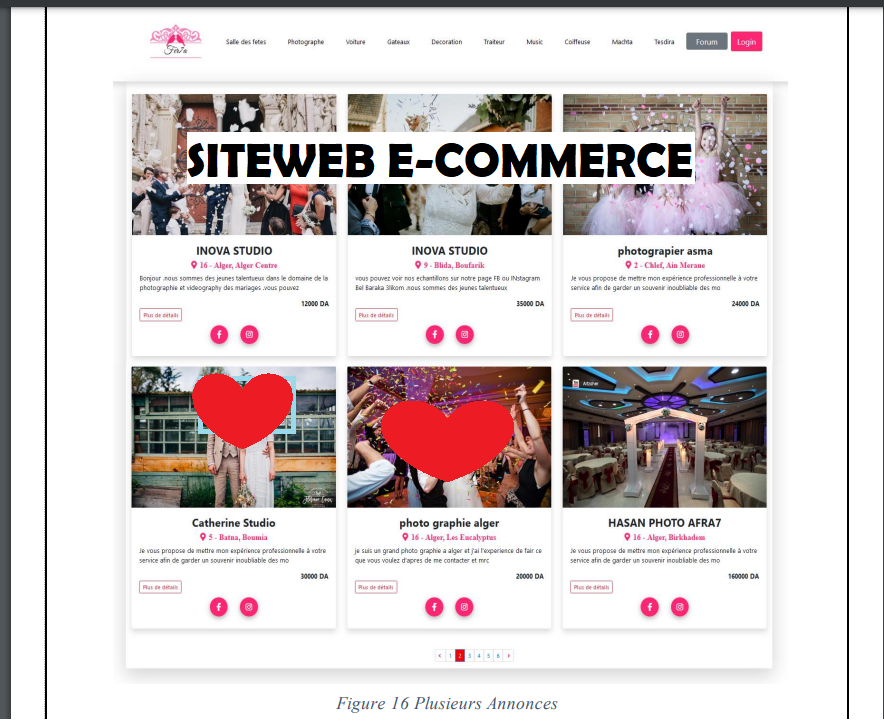 Salle des fetes Photographe Voiture Gateaux Decoration Traiteur Music Coiffeuse Machta Tesdira Forum Login
SITEWEB E-COMMERCE
INOVA STUDIO
16 - Alger, Alger Centre
Bonjour .nous sommes des jeunes talentueux dans le domaine de la
photographie et videography des mariages .vous pouvez
12000 DA
Plus de détails
INOVA STUDIO
9 - Blida, Boufarik
vous pouvez voir nos echantillons sur notre page FB ou INstagram
Bel Baraka 3likom .nous sommes des jeunes talentueux
35000 DA
Plus de détails
photograpier asma
2 - Chlef, Ain Merane
Je vous propose de mettre mon expérience professionnelle à votre
service afin de garder un souvenir inoubliable des mo
24000 DA
Plus de détails
Catherine Studio
5 - Batna, Boumia
Je vous propose de mettre mon expérience professionnelle à votre
service afin de garder un souvenir inoubliable des mo
30000 DA
Plus de détails
photo graphie alger
16 - Alger, Les Eucalyptus
je suis un grand photo graphie a alger et j'ai l'experience de fair ce
que vous voulez d'apres de me contacter et mrc
20000 DA
Plus de détails
HASAN PHOTO AFRA7
16 - Alger, Birkhadem
Je vous propose de mettre mon expérience professionnelle à votre
service afin de garder un souvenir inoubliable des mo
160000 DA
Plus de détails
‹ 1 2 3 4 5 6 ›
Figure 16 Plusieurs Annonces